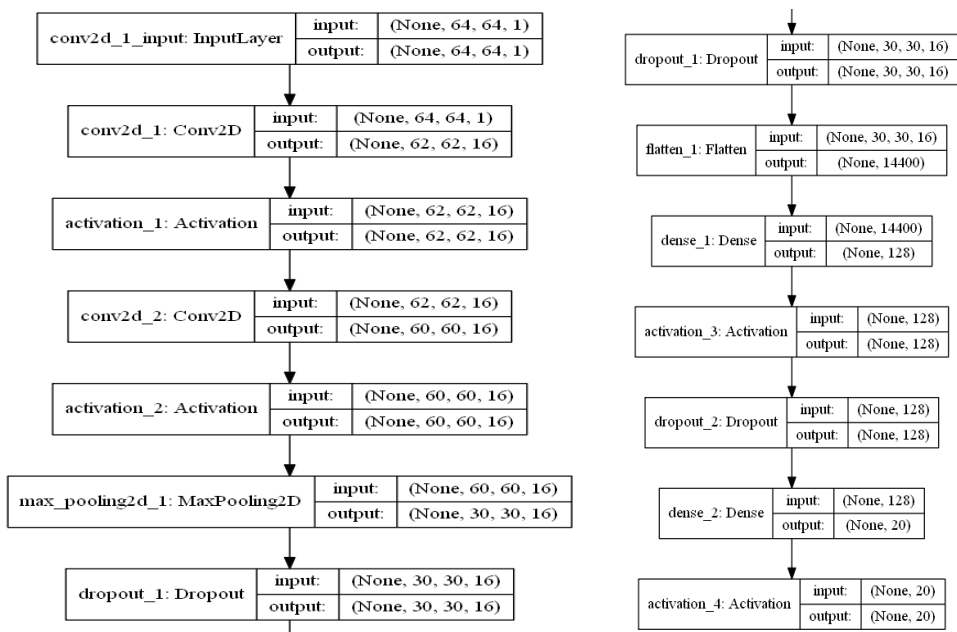 conv2d_1_input: InputLayer
input: (None, 64, 64, 1)
output: (None, 64, 64, 1)
conv2d_1: Conv2D
input: (None, 64, 64, 1)
output: (None, 62, 62, 16)
activation_1: Activation
input: (None, 62, 62, 16)
output: (None, 62, 62, 16)
conv2d_2: Conv2D
input: (None, 62, 62, 16)
output: (None, 60, 60, 16)
activation_2: Activation
input: (None, 60, 60, 16)
output: (None, 60, 60, 16)
max_pooling2d_1: MaxPooling2D
input: (None, 60, 60, 16)
output: (None, 30, 30, 16)
dropout_1: Dropout
input: (None, 30, 30, 16)
output: (None, 30, 30, 16)
dropout_1: Dropout
input: (None, 30, 30, 16)
output: (None, 30, 30, 16)
flatten_1: Flatten
input: (None, 30, 30, 16)
output: (None, 14400)
dense_1: Dense
input: (None, 14400)
output: (None, 128)
activation_3: Activation
input: (None, 128)
output: (None, 128)
dropout_2: Dropout
input: (None, 128)
output: (None, 128)
dense_2: Dense
input: (None, 128)
output: (None, 20)
activation_4: Activation
input: (None, 20)
output: (None, 20)